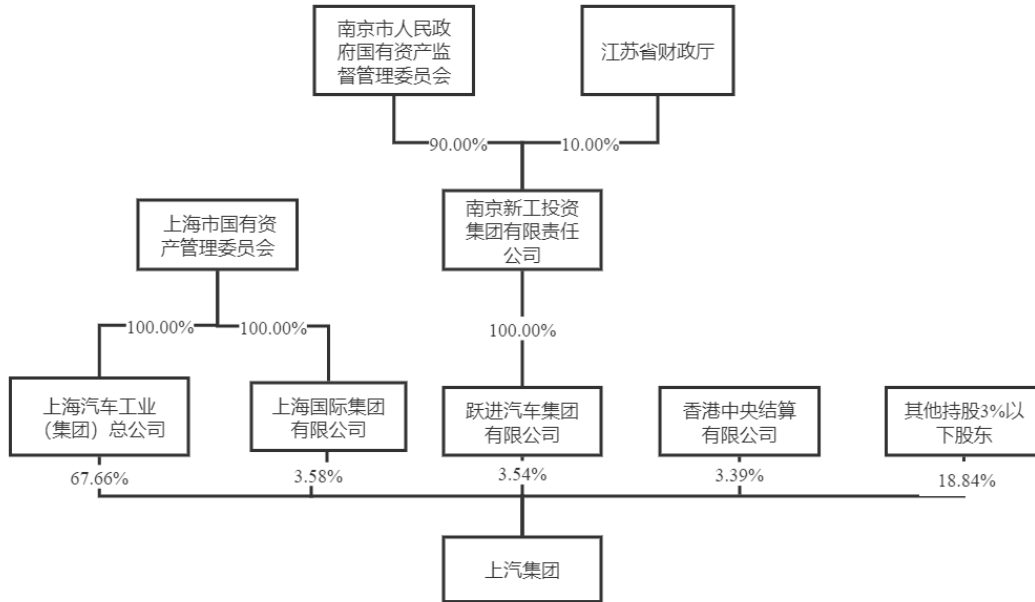 南京市人民政
府国有资产监
督管理委员会
江苏省财政厅
90.00%
10.00%
上海市国有资
产管理委员会
南京新工投资
集团有限责任
公司
100.00%
100.00%
100.00%
上海汽车工业
（集团）总公司
上海国际集团
有限公司
跃进汽车集团
有限公司
香港中央结算
有限公司
其他持股3%以
下股东
67.66%
3.58%
3.54%
3.39%
18.84%
上汽集团